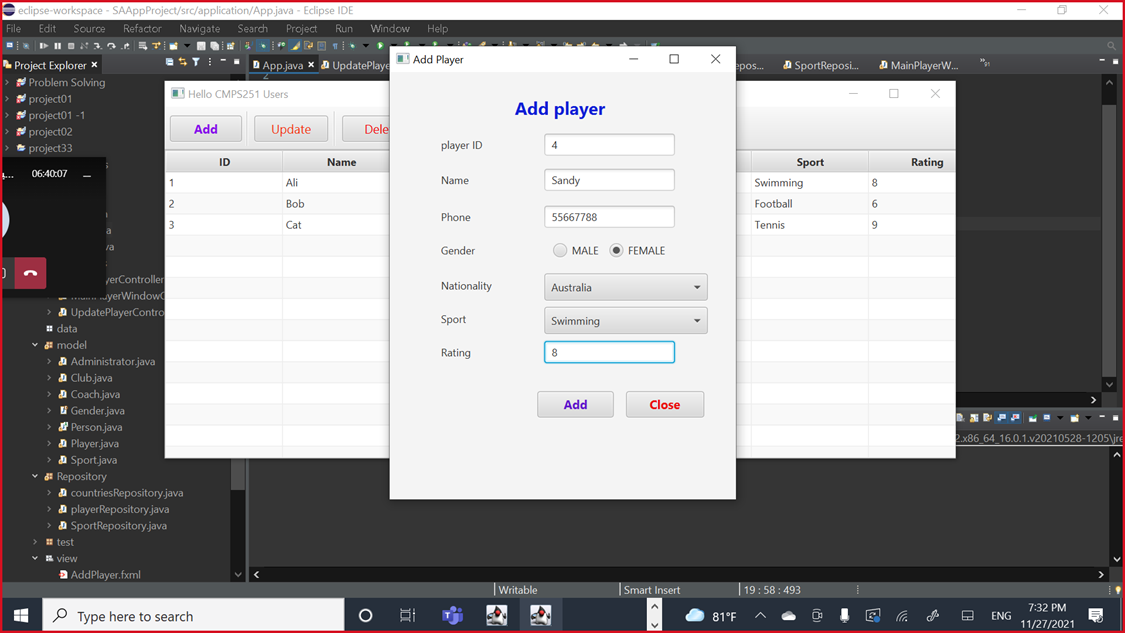 eclipse-workspace - SAAppProject/src/application/App.java - Eclipse IDE
File Edit Source Refactor Navigate Search Project Run Window Help
Project Explorer
App.java
UpdatePlaye
epos...
SportReposi...
MainPlayerW...
»91
2
Problem Solving
project01
project01 -1
project02
project33
06:40:07
yerController
MainPlayerWindowC
UpdatePlayerContro
data
model
Administrator.java
Club.java
Coach.java
Gender.java
Person.java
Player.java
Sport.java
Repository
countriesRepository.java
playerRepository.java
SportRepository.java
test
view
AddPlayer.fxml
Hello CMPS251 Users
Add Update Dele
ID Name Sport Rating
1 Ali Swimming 8
2 Bob Football 6
3 Cat Tennis 9
Add Player
Add player
player ID 4
Name Sandy
Phone 55667788
Gender MALE FEMALE
Nationality Australia
Sport Swimming
Rating 8
Add Close
2.x86_64_16.0.1.v20210528-1205\jre
Writable Smart Insert 19 : 58 : 493
Type here to search
81°F
ENG
7:32 PM
11/27/2021